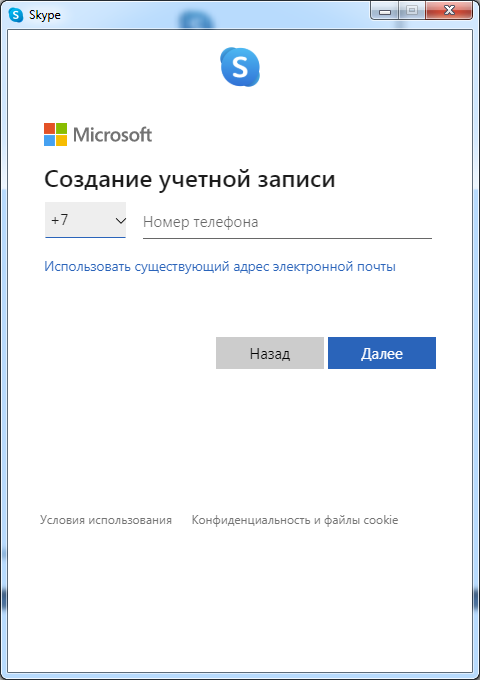 Skype
S
Microsoft
Создание учетной записи
+7 Номер телефона
Использовать существующий адрес электронной почты
Назад Далее
Условия использования Конфиденциальность и файлы cookie